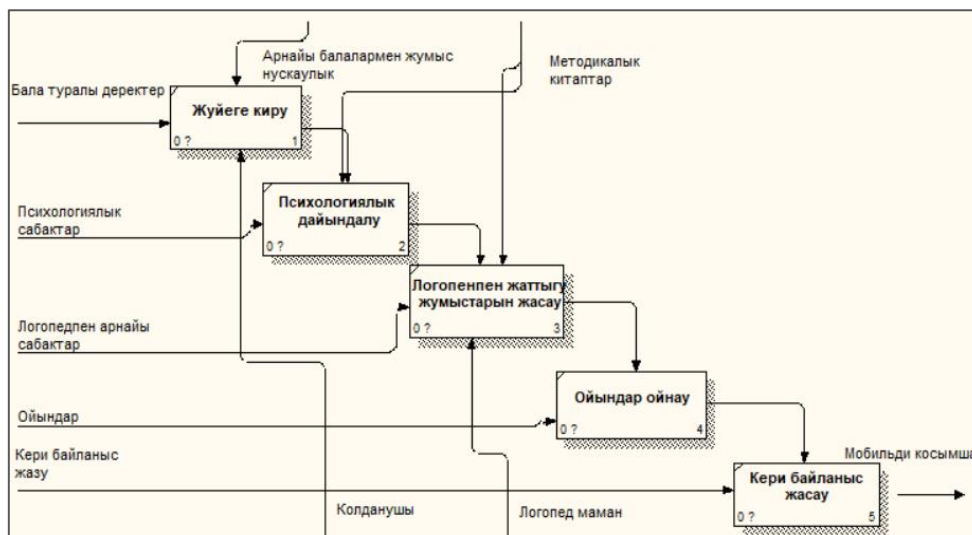 Арнайы балалармен жумыс
нускаулык
Методикалык
китаптар
Бала туралы деректер
Жуйеге киру
0 ?
1
Психологиялык
сабактар
Психологиялык
дайындалу
0 ?
2
Логопедпен арнайы
сабактар
Логопенпен жаттыгу
жумыстарын жасау
0 ?
3
Ойындар
Ойындар ойнау
0 ?
4
Кери байланыс
жазу
Кери байланыс
жасау
0 ?
5
Мобильди косымша
Колданушы
Логопед маман